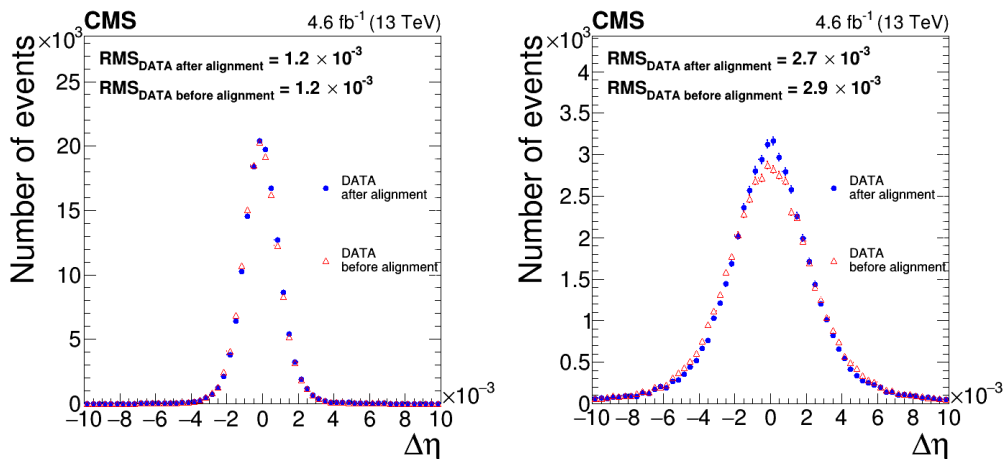 CMS 4.6 fb⁻¹ (13 TeV)
×10³
RMS_DATA after alignment = 1.2 × 10⁻³
RMS_DATA before alignment = 1.2 × 10⁻³
Number of events
25
20
15
10
5
0
DATA
after alignment
DATA
before alignment
−10 −8 −6 −4 −2 0 2 4 6 8 10
×10⁻³
Δη
CMS 4.6 fb⁻¹ (13 TeV)
×10³
RMS_DATA after alignment = 2.7 × 10⁻³
RMS_DATA before alignment = 2.9 × 10⁻³
Number of events
4
3.5
3
2.5
2
1.5
1
0.5
0
DATA
after alignment
DATA
before alignment
−10 −8 −6 −4 −2 0 2 4 6 8 10
×10⁻³
Δη